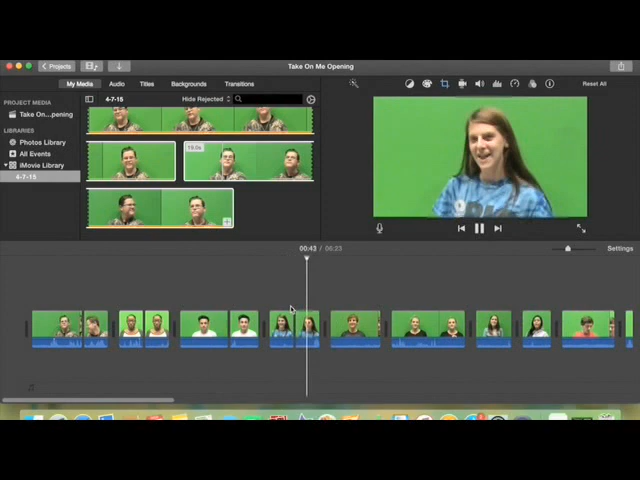 Projects
Take On Me Opening
My Media Audio Titles Backgrounds Transitions
Reset All
PROJECT MEDIA
Take On...pening
LIBRARIES
Photos Library
All Events
iMovie Library
4-7-15
4-7-15 Hide Rejected
19.0s
00:43 / 06:23
Settings